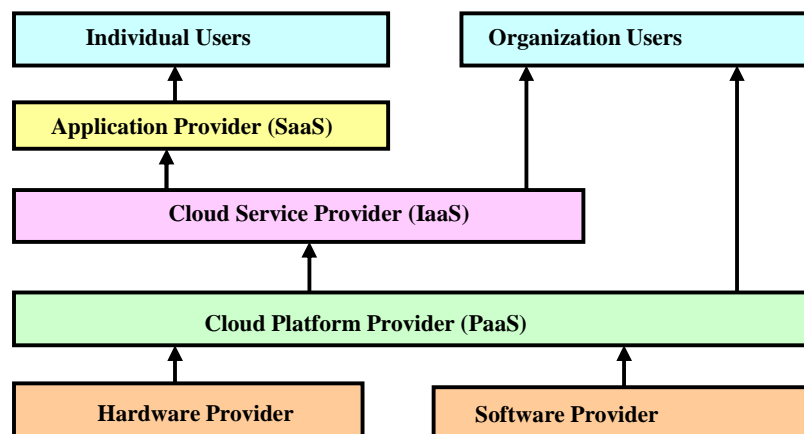 Individual Users
Organization Users
Application Provider (SaaS)
Cloud Service Provider (IaaS)
Cloud Platform Provider (PaaS)
Hardware Provider
Software Provider